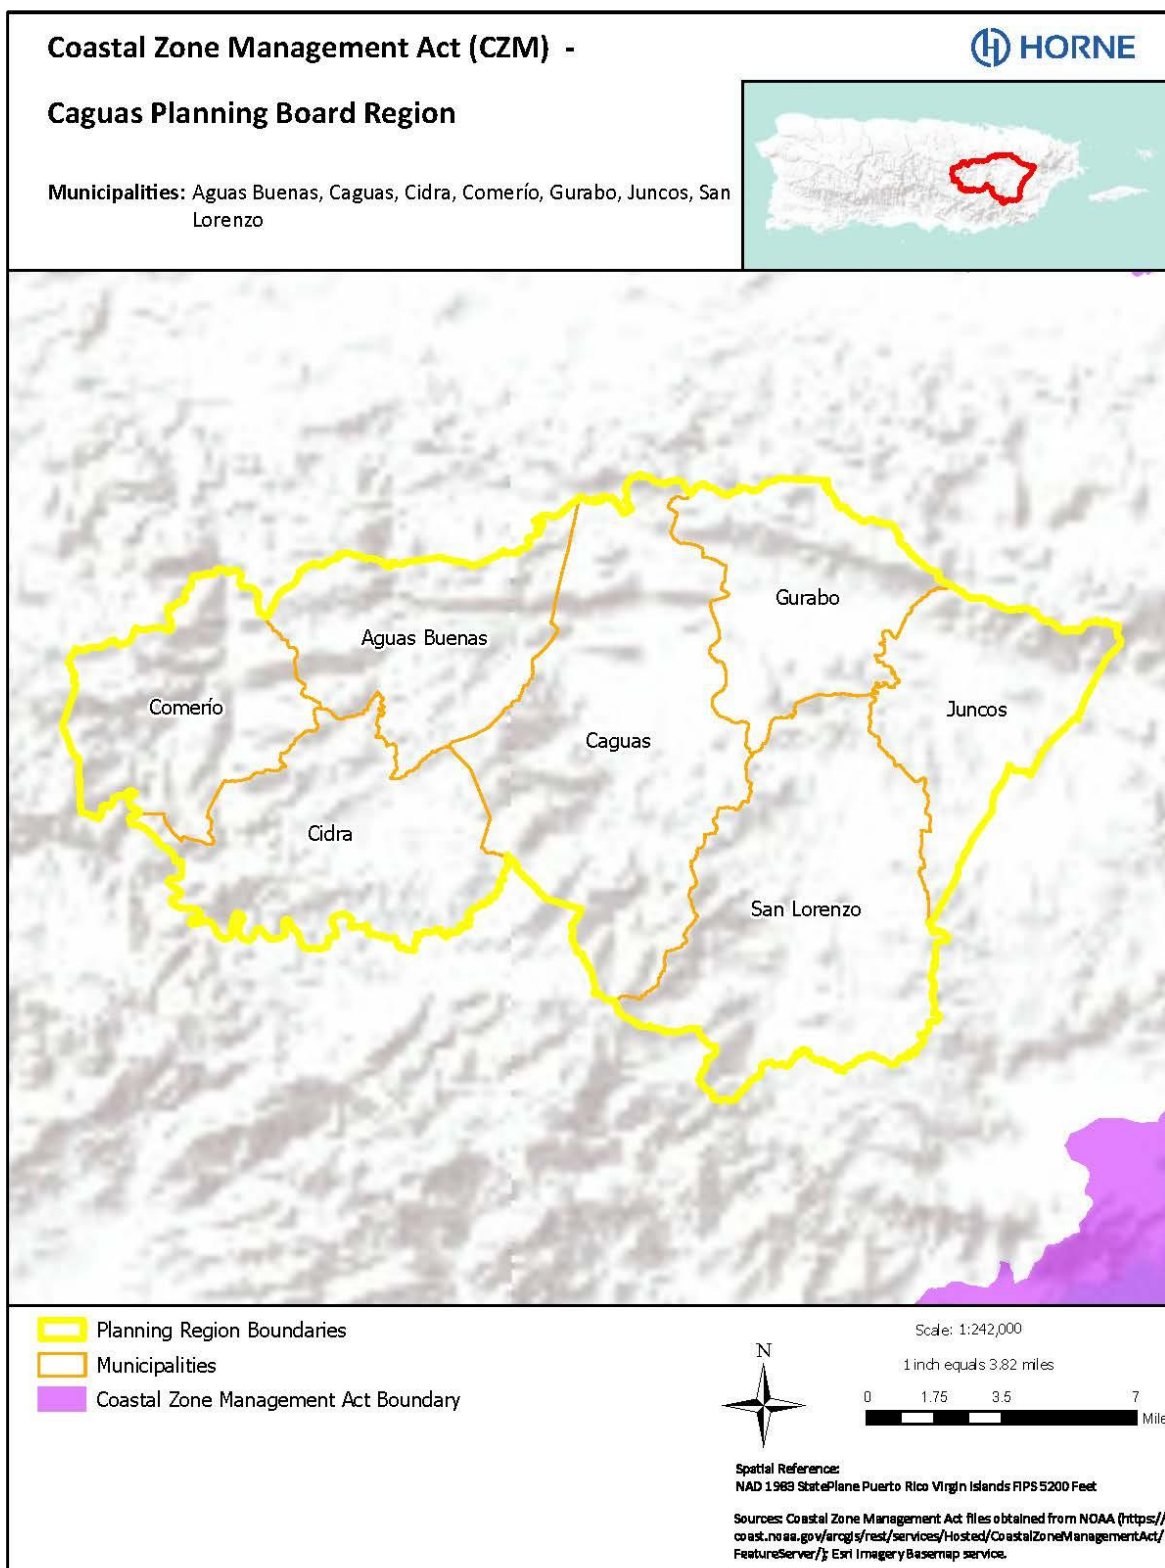 Coastal Zone Management Act (CZM) -
HORNE
Caguas Planning Board Region
Municipalities: Aguas Buenas, Caguas, Cidra, Comerío, Gurabo, Juncos, San
Lorenzo
Gurabo
Aguas Buenas
Comerío
Juncos
Caguas
Cidra
San Lorenzo
Planning Region Boundaries
Municipalities
Coastal Zone Management Act Boundary
N
Scale: 1:242,000
1 inch equals 3.82 miles
0 1.75 3.5 7
Mile
Spatial Reference:
NAD 1983 StatePlane Puerto Rico Virgin Islands FIPS 5200 Feet
Sources: Coastal Zone Management Act files obtained from NOAA (https://
coast.noaa.gov/arcgis/rest/services/Hosted/CoastalZoneManagementAct/
FeatureServer/); Esri Imagery Basemap service.